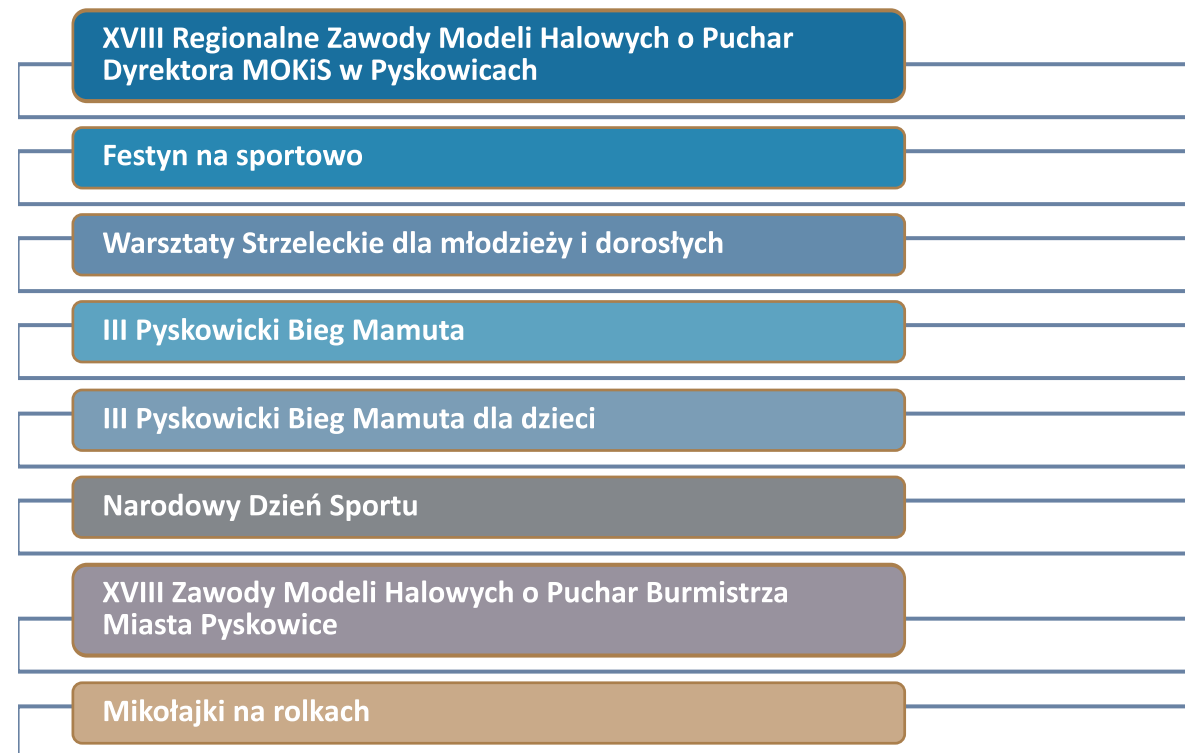 XVIII Regionalne Zawody Modeli Halowych o Puchar
Dyrektora MOKiS w Pyskowicach
Festyn na sportowo
Warsztaty Strzeleckie dla młodzieży i dorosłych
III Pyskowicki Bieg Mamuta
III Pyskowicki Bieg Mamuta dla dzieci
Narodowy Dzień Sportu
XVIII Zawody Modeli Halowych o Puchar Burmistrza
Miasta Pyskowice
Mikołajki na rolkach